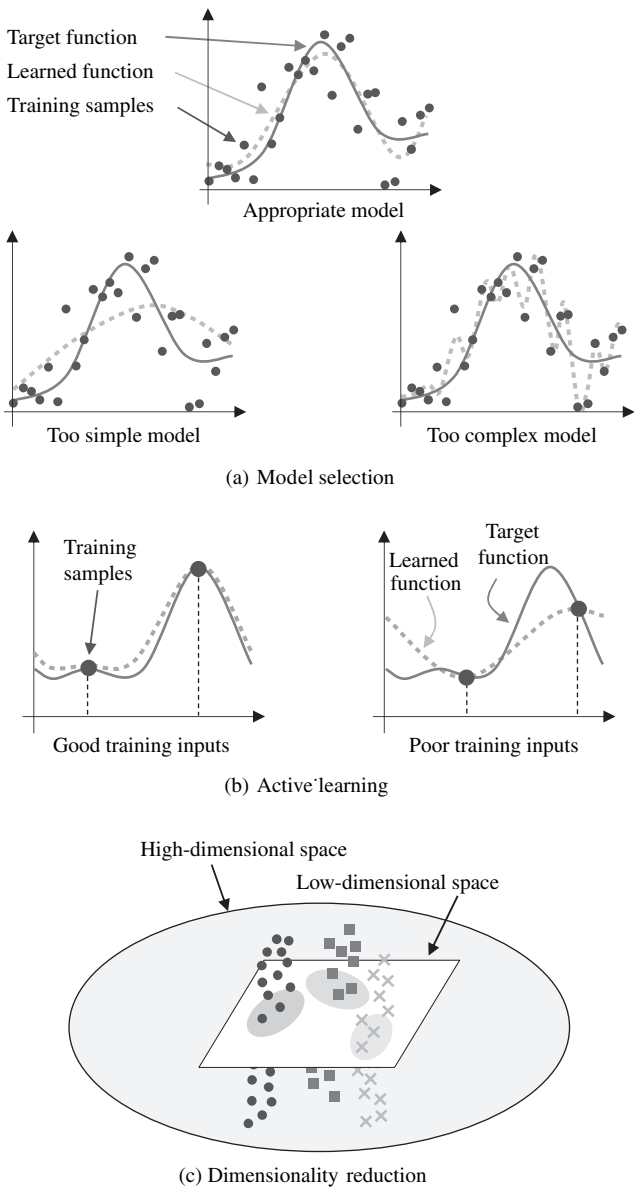 Target function
Learned function
Training samples
Appropriate model
Too simple model
Too complex model
(a) Model selection
Training
samples
Good training inputs
Learned
function
Target
function
Poor training inputs
(b) Active learning
High-dimensional space
Low-dimensional space
(c) Dimensionality reduction